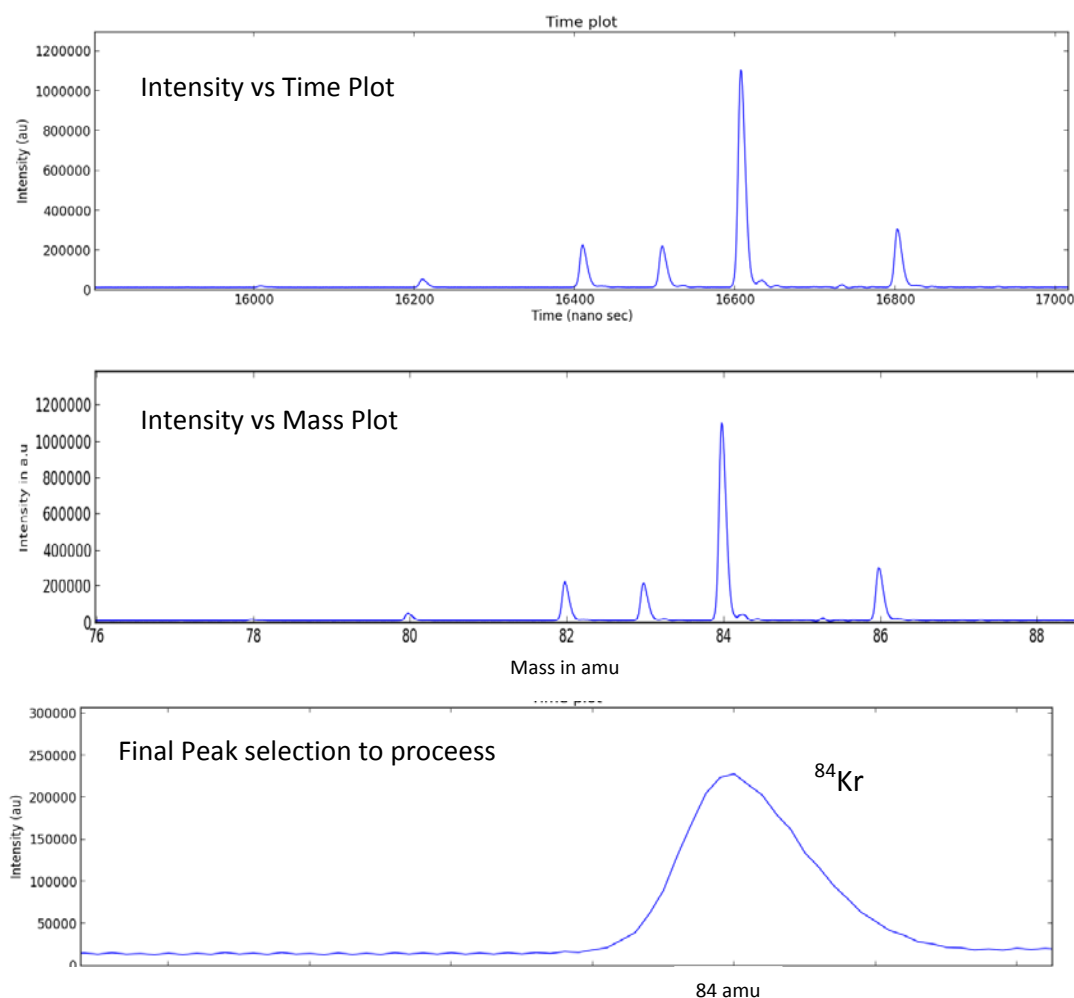 Time plot
1200000
Intensity vs Time Plot
1000000
800000
Intensity (au)
600000
400000
200000
0
16000 16200 16400 16600 16800 17000
Time (nano sec)
1200000
Intensity vs Mass Plot
1000000
Intensity in a.u
800000
600000
400000
200000
0
76 78 80 82 84 86 88
Mass in amu
Time plot
300000
Final Peak selection to proceess
250000
84Kr
200000
Intensity (au)
150000
100000
50000
0
84 amu